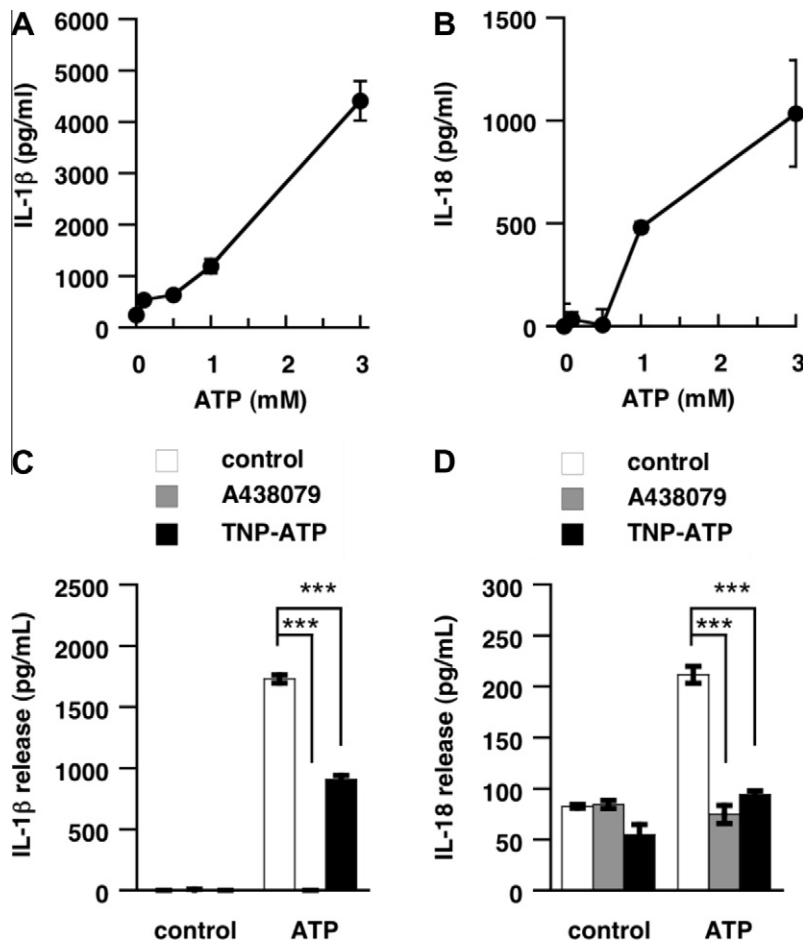 A
6000
5000
4000
3000
2000
1000
0
IL-1β (pg/ml)
0 1 2 3
ATP (mM)
B
1500
1000
500
0
IL-18 (pg/ml)
0 1 2 3
ATP (mM)
C
control
A438079
TNP-ATP
2500
2000
1500
1000
500
0
IL-1β release (pg/mL)
***
***
control ATP
D
control
A438079
TNP-ATP
300
250
200
150
100
50
0
IL-18 release (pg/mL)
***
***
control ATP